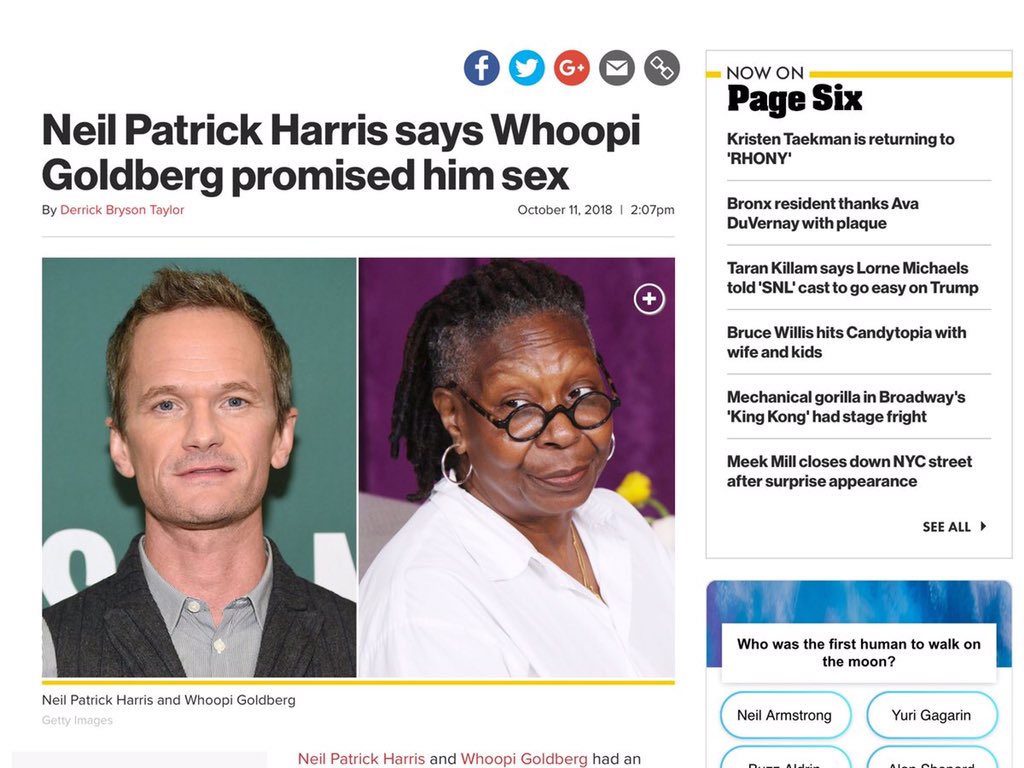 Neil Patrick Harris says Whoopi
Goldberg promised him sex
By Derrick Bryson Taylor
October 11, 2018 | 2:07pm
Neil Patrick Harris and Whoopi Goldberg
Getty Images
Neil Patrick Harris and Whoopi Goldberg had an
NOW ON
Page Six
Kristen Taekman is returning to
'RHONY'
Bronx resident thanks Ava
DuVernay with plaque
Taran Killam says Lorne Michaels
told 'SNL' cast to go easy on Trump
Bruce Willis hits Candytopia with
wife and kids
Mechanical gorilla in Broadway's
'King Kong' had stage fright
Meek Mill closes down NYC street
after surprise appearance
SEE ALL
Who was the first human to walk on
the moon?
Neil Armstrong
Yuri Gagarin
Buzz Aldrin
Alan Shepard